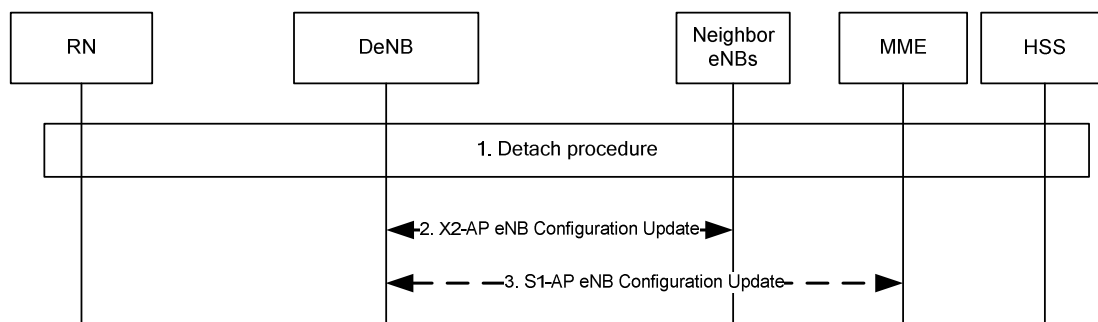 RN
DeNB
Neighbor
eNBs
MME
HSS
1. Detach procedure
2. X2-AP eNB Configuration Update
3. S1-AP eNB Configuration Update